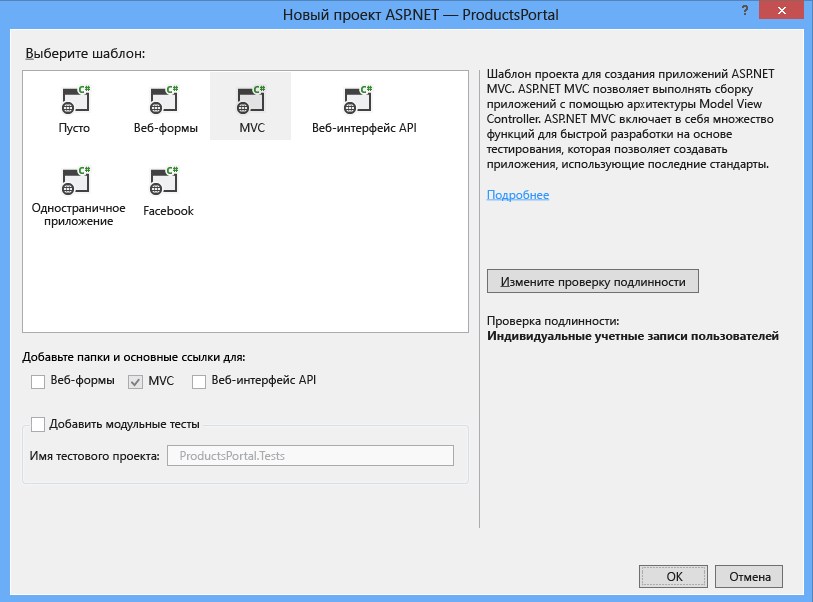 Новый проект ASP.NET — ProductsPortal
?
Выберите шаблон:
C#
C#
C#
C#
Пусто
Веб-формы
MVC
Веб-интерфейс API
C#
C#
Одностраничное
приложение
Facebook
Шаблон проекта для создания приложений ASP.NET
MVC. ASP.NET MVC позволяет выполнять сборку
приложений с помощью архитектуры Model View
Controller. ASP.NET MVC включает в себя множество
функций для быстрой разработки на основе
тестирования, которая позволяет создавать
приложения, использующие последние стандарты.
Подробнее
Измените проверку подлинности
Проверка подлинности:
Индивидуальные учетные записи пользователей
Добавьте папки и основные ссылки для:
Веб-формы
MVC
Веб-интерфейс API
Добавить модульные тесты
Имя тестового проекта:
ProductsPortal.Tests
OK
Отмена